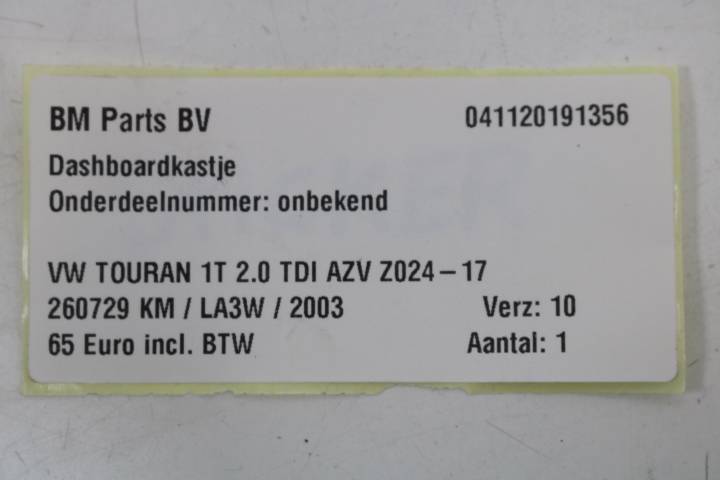 BM Parts BV 041120191356
Dashboardkastje
Onderdeelnummer: onbekend
VW TOURAN 1T 2.0 TDI AZV Z024-17
260729 KM / LA3W / 2003 Verz: 10
65 Euro incl. BTW Aantal: 1